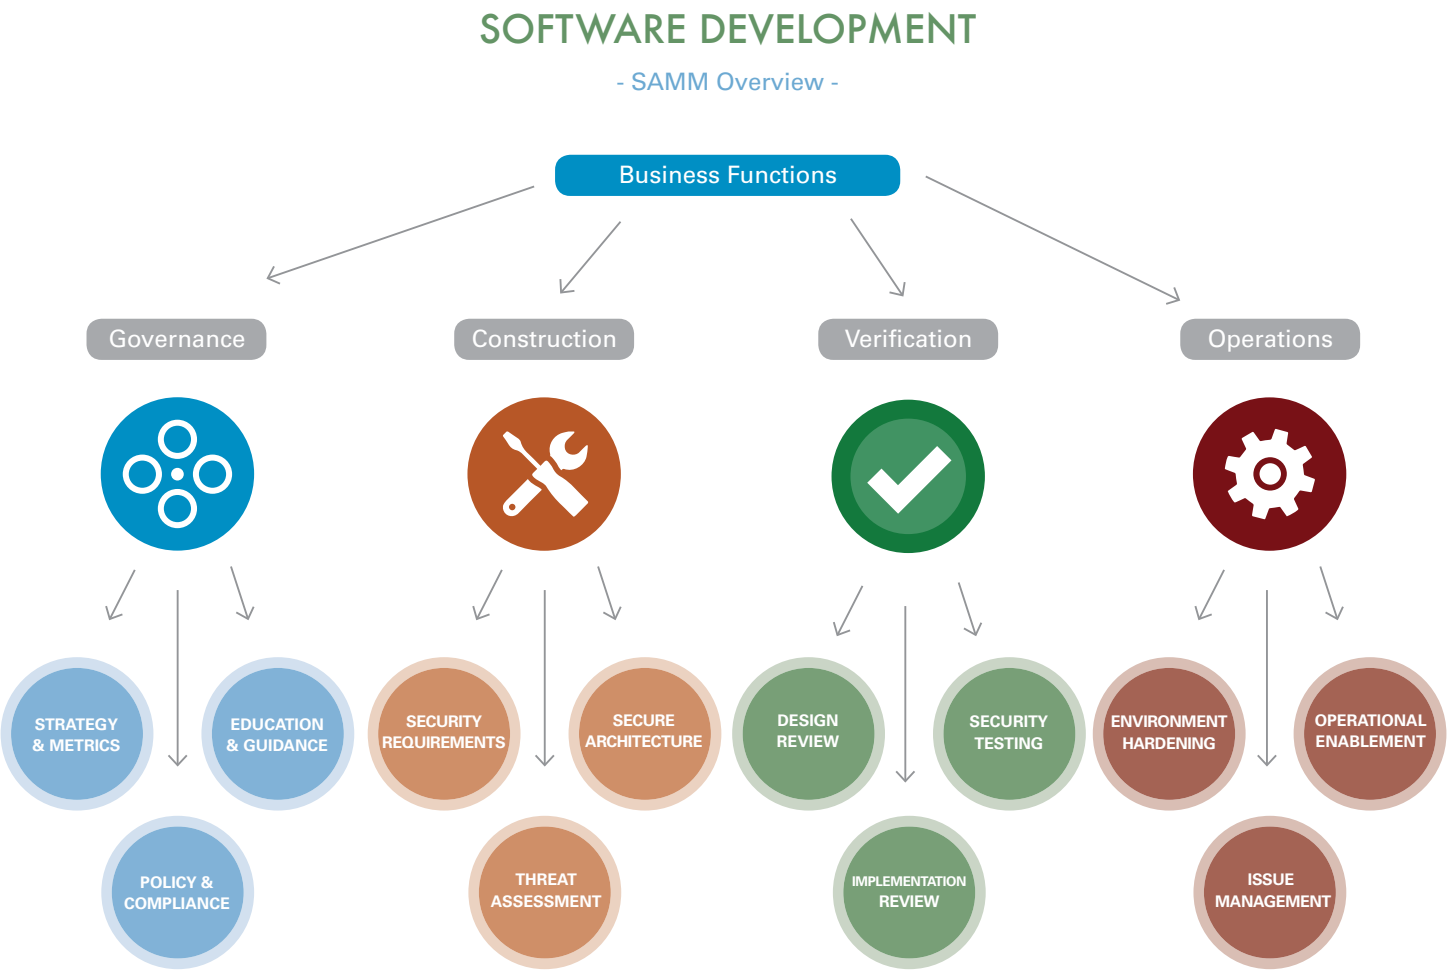 SOFTWARE DEVELOPMENT
- SAMM Overview -
Business Functions
Governance
Construction
Verification
Operations
STRATEGY
& METRICS
EDUCATION
& GUIDANCE
POLICY &
COMPLIANCE
SECURITY
REQUIREMENTS
SECURE
ARCHITECTURE
THREAT
ASSESSMENT
DESIGN
REVIEW
SECURITY
TESTING
IMPLEMENTATION
REVIEW
ENVIRONMENT
HARDENING
OPERATIONAL
ENABLEMENT
ISSUE
MANAGEMENT